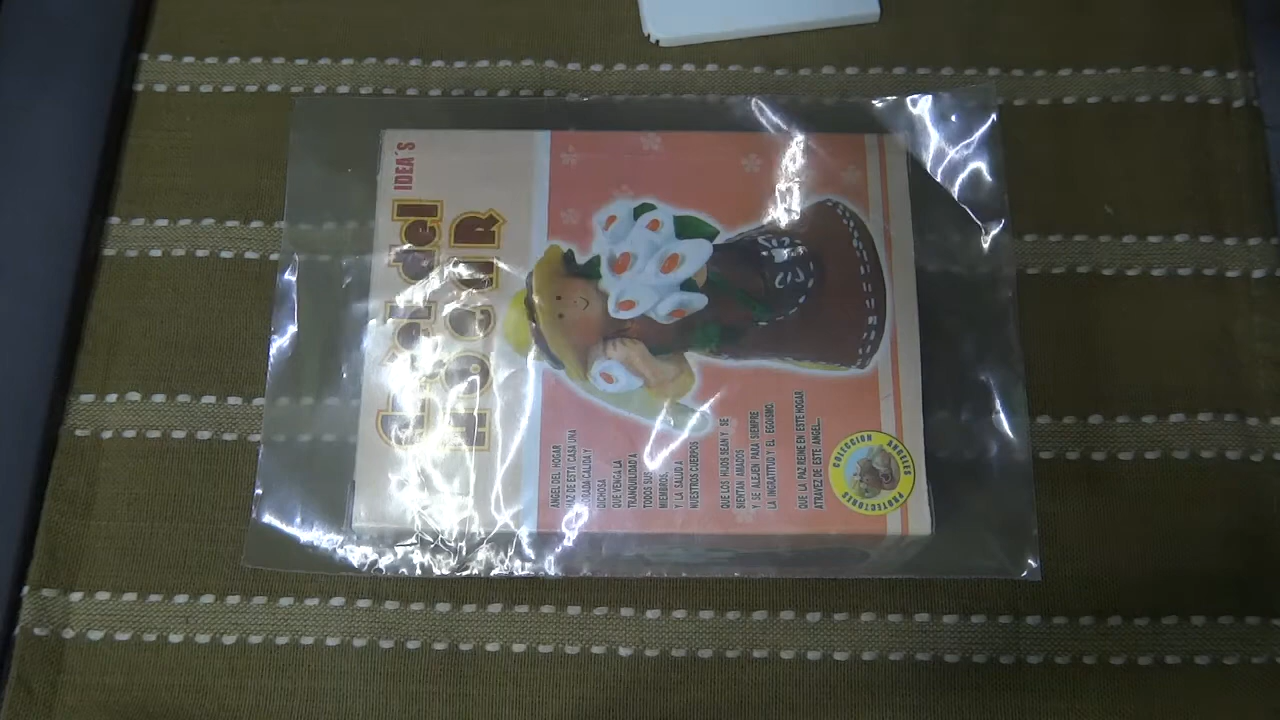 IDEA'S
del
HOGAR
ANGEL DEL HOGAR
HAZ DE ESTA CASA UNA
MORADA CALIDA Y
DICHOSA
QUE VENGA LA
TRANQUILIDAD A
TODOS SUS
MIEMBROS,
Y LA SALUD A
NUESTROS CUERPOS
QUE LOS HIJOS SEAN Y SE
SIENTAN AMADOS
Y SE ALEJEN PARA SIEMPRE
LA INGRATITUD Y EL EGOISMO.
QUE LA PAZ REINE EN ESTE HOGAR
ATRAVEZ DE ESTE ANGEL...
COLECCION ANGELES
PROTECTORES